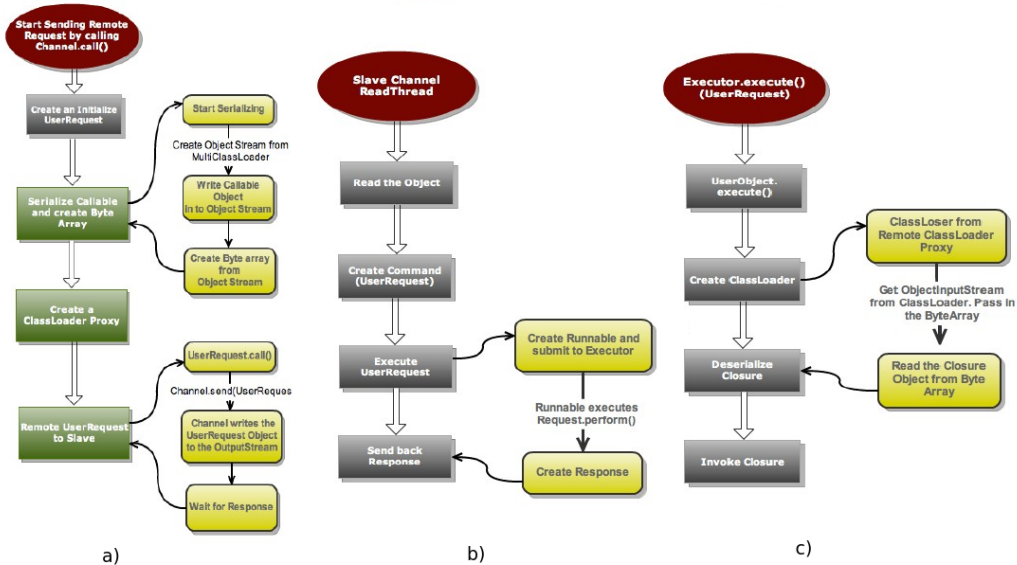 Start Sending Remote
Request by calling
Channel.call()
Create an Initialize
UserRequest
Serialize Callable
and create Byte
Array
Start Serializing
Create Object Stream from
MultiClassLoader
Write Callable
Object
in to Object Stream
Create Byte array
from
Object Stream
Create a
ClassLoader Proxy
Remote UserRequest
to Slave
UserRequest.call()
Channel.send(UserReques
Channel writes the
UserRequest Object
to the OutputStream
Wait for Response
a)
Slave Channel
ReadThread
Read the Object
Create Command
(UserRequest)
Execute
UserRequest
Create Runnable and
submit to Executor
Runnable executes
Request.perform()
Send back
Response
Create Response
b)
Executor.execute()
(UserRequest)
UserObject.
execute()
Create ClassLoader
ClassLoser from
Remote ClassLoader
Proxy
Get ObjectInputStream
from ClassLoader. Pass in
the ByteArray
Deserialize
Closure
Read the Closure
Object from Byte
Array
Invoke Closure
c)